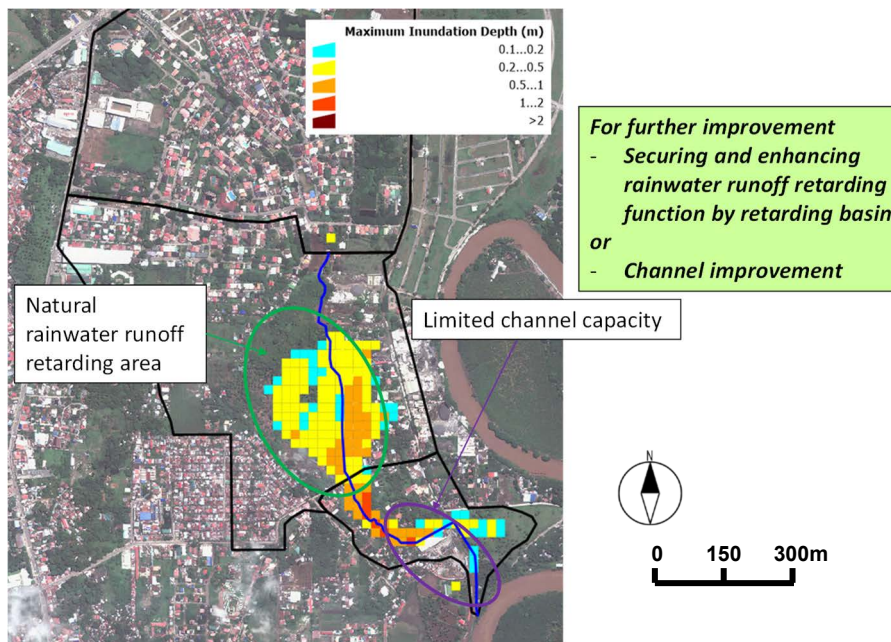 Maximum Inundation Depth (m)
0.1...0.2
0.2...0.5
0.5...1
1...2
>2
For further improvement
- Securing and enhancing
rainwater runoff retarding
function by retarding basin
or
- Channel improvement
Natural
rainwater runoff
retarding area
Limited channel capacity
N
0 150 300m